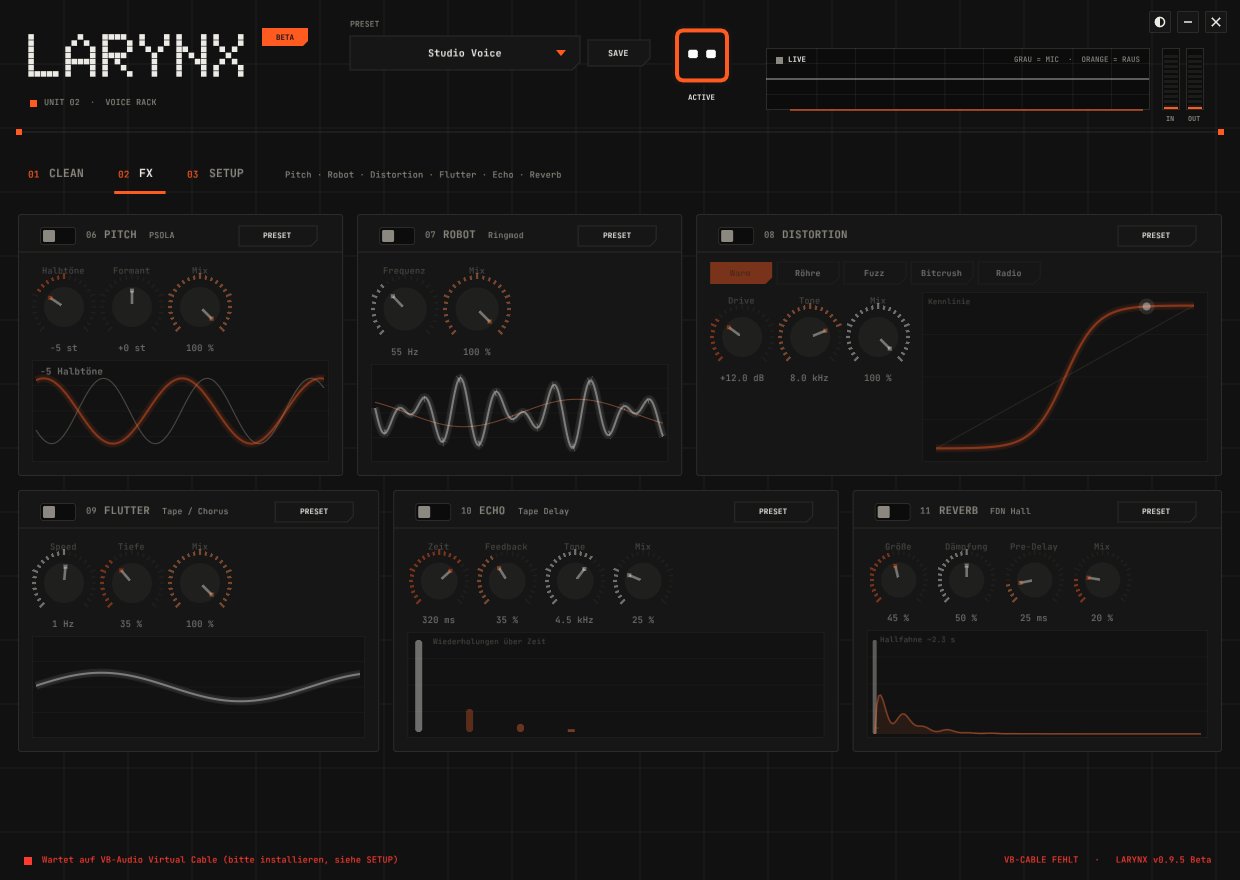 LARYNX
BETA
UNIT 02 · VOICE RACK
PRESET
Studio Voice
SAVE
ACTIVE
LIVE
GRAU = MIC · ORANGE = RAUS
IN OUT
01 CLEAN 02 FX 03 SETUP Pitch · Robot · Distortion · Flutter · Echo · Reverb
06 PITCH PSOLA PRESET
Halbtöne Formant Mix
-5 st +0 st 100 %
-5 Halbtöne
07 ROBOT Ringmod PRESET
Frequenz Mix
55 Hz 100 %
08 DISTORTION PRESET
Warm Röhre Fuzz Bitcrush Radio
Drive Tone Mix
+12.0 dB 8.0 kHz 100 %
Kennlinie
09 FLUTTER Tape / Chorus PRESET
Speed Tiefe Mix
1 Hz 35 % 100 %
10 ECHO Tape Delay PRESET
Zeit Feedback Tone Mix
320 ms 35 % 4.5 kHz 25 %
Wiederholungen über Zeit
11 REVERB FDN Hall PRESET
Größe Dämpfung Pre-Delay Mix
45 % 50 % 25 ms 20 %
Hallfahne ~2.3 s
Wartet auf VB-Audio Virtual Cable (bitte installieren, siehe SETUP)
VB-CABLE FEHLT · LARYNX v0.9.5 Beta